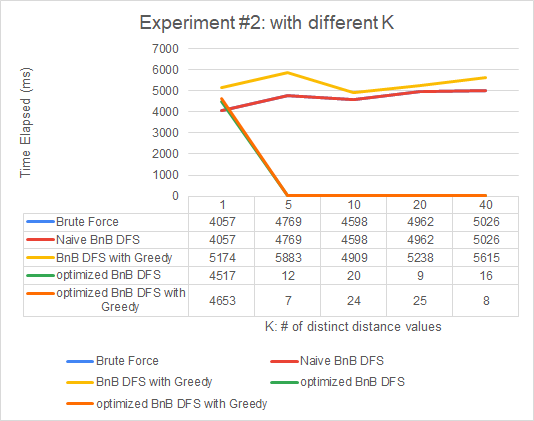 Experiment #2: with different K
Time Elapsed (ms)
7000
6000
5000
4000
3000
2000
1000
0
1 5 10 20 40
Brute Force 4057 4769 4598 4962 5026
Naive BnB DFS 4057 4769 4598 4962 5026
BnB DFS with Greedy 5174 5883 4909 5238 5615
optimized BnB DFS 4517 12 20 9 16
optimized BnB DFS with
Greedy 4653 7 24 25 8
K: # of distinct distance values
Brute Force Naive BnB DFS
BnB DFS with Greedy optimized BnB DFS
optimized BnB DFS with Greedy